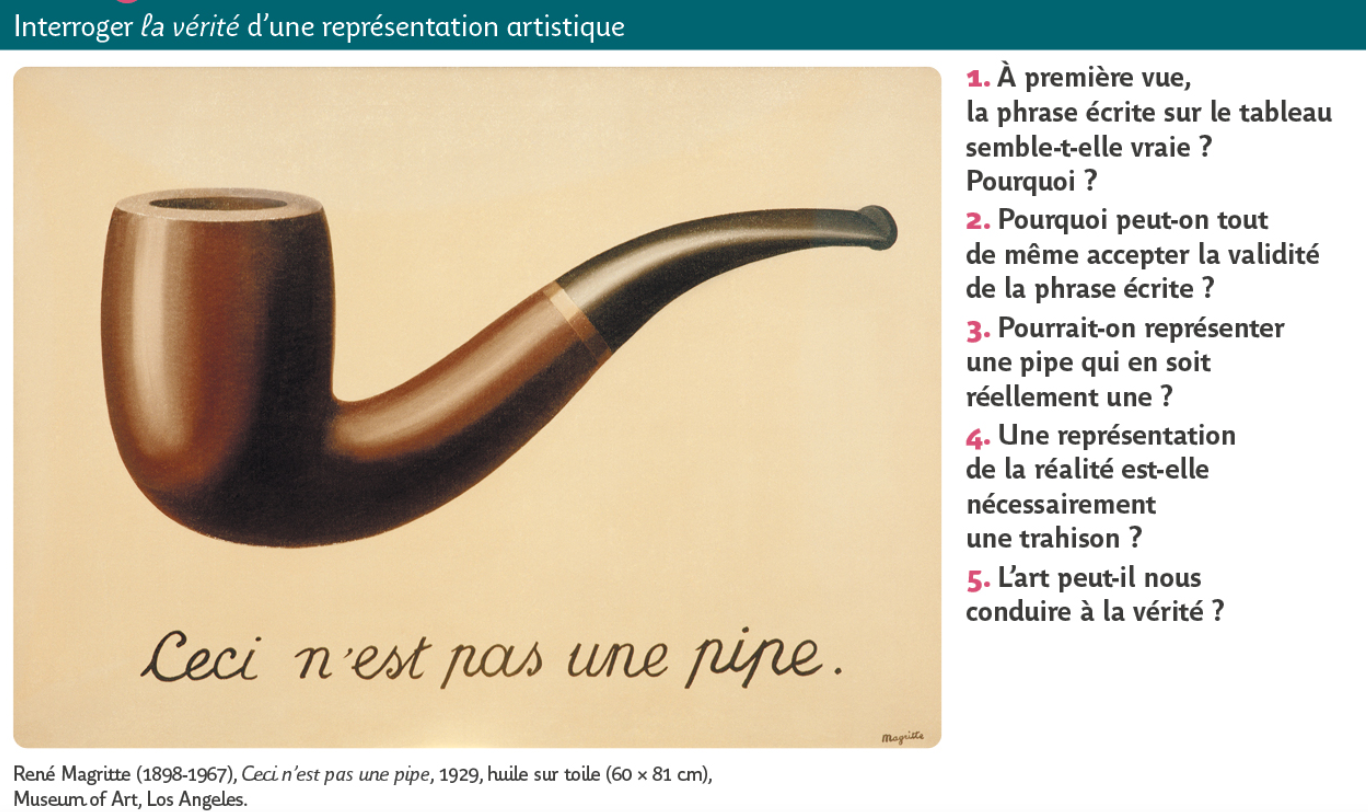 Interroger la vérité d'une représentation artistique
Ceci n'est pas une pipe.
Magritte
René Magritte (1898-1967), Ceci n'est pas une pipe, 1929, huile sur toile (60 × 81 cm),
Museum of Art, Los Angeles.
1. À première vue,
la phrase écrite sur le tableau
semble-t-elle vraie ?
Pourquoi ?
2. Pourquoi peut-on tout
de même accepter la validité
de la phrase écrite ?
3. Pourrait-on représenter
une pipe qui en soit
réellement une ?
4. Une représentation
de la réalité est-elle
nécessairement
une trahison ?
5. L'art peut-il nous
conduire à la vérité ?